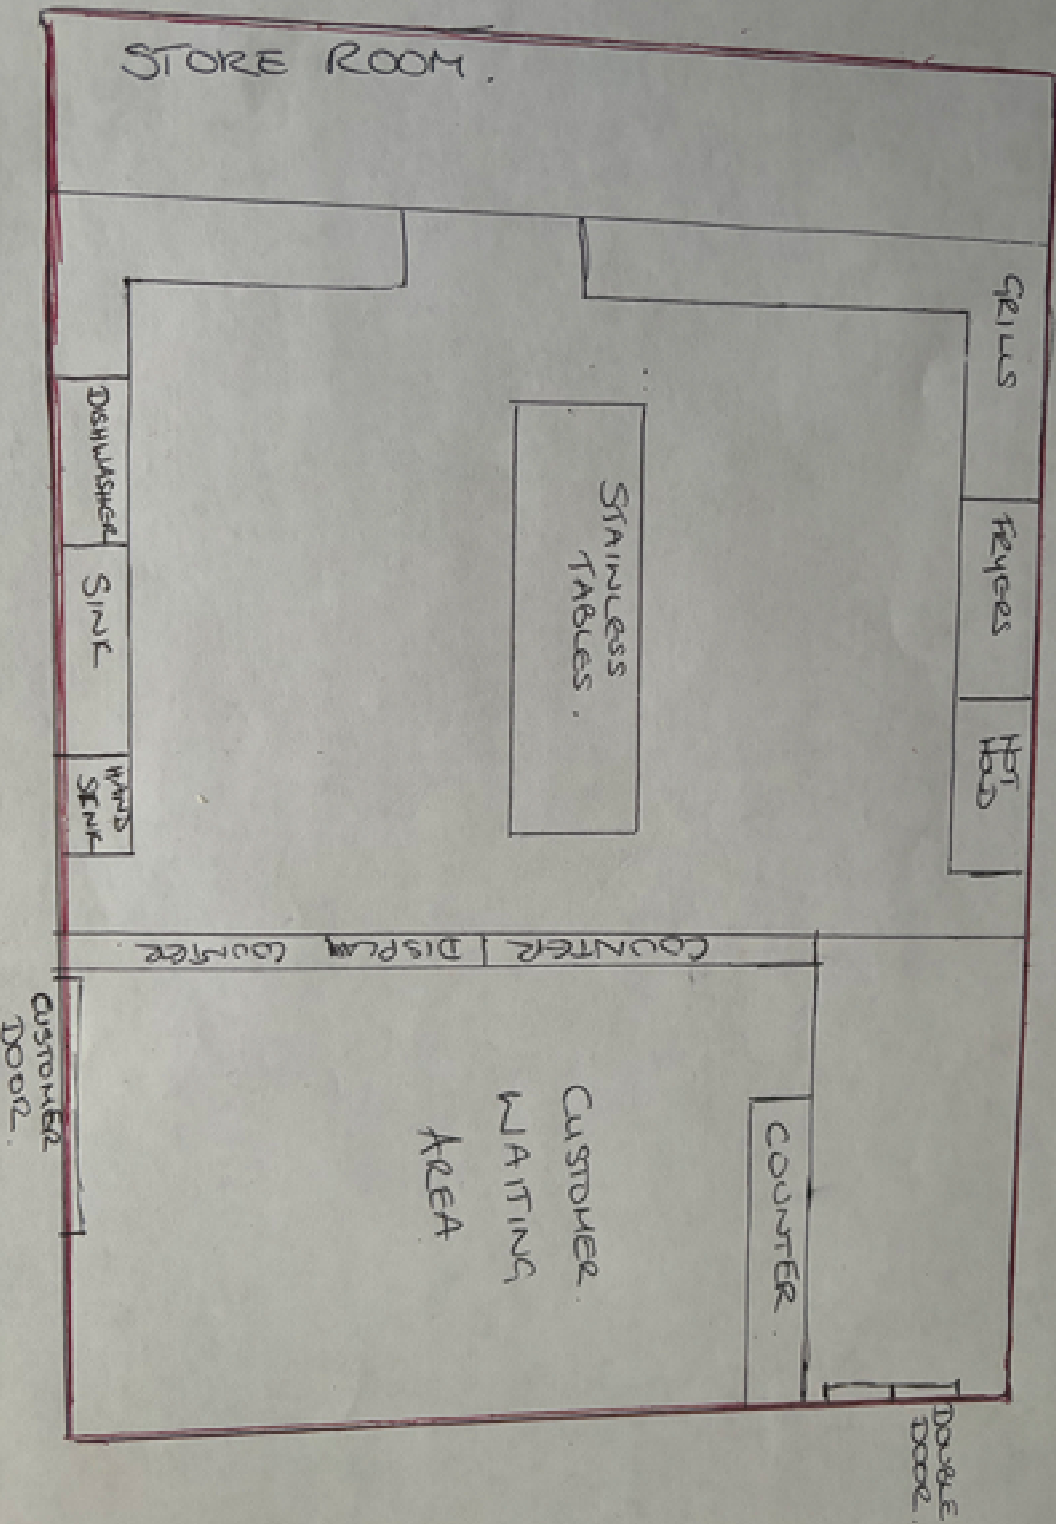 STORE ROOM.
GRILLS
FRYERS
HOT
HOLD
DISHWASHER
SINK
HAND
SINK
STAINLESS
TABLES.
COUNTER
DISPLAY
COUNTER
CUSTOMER
DOOR.
CUSTOMER
WAITING
AREA
COUNTER
DOUBLE
DOOR.